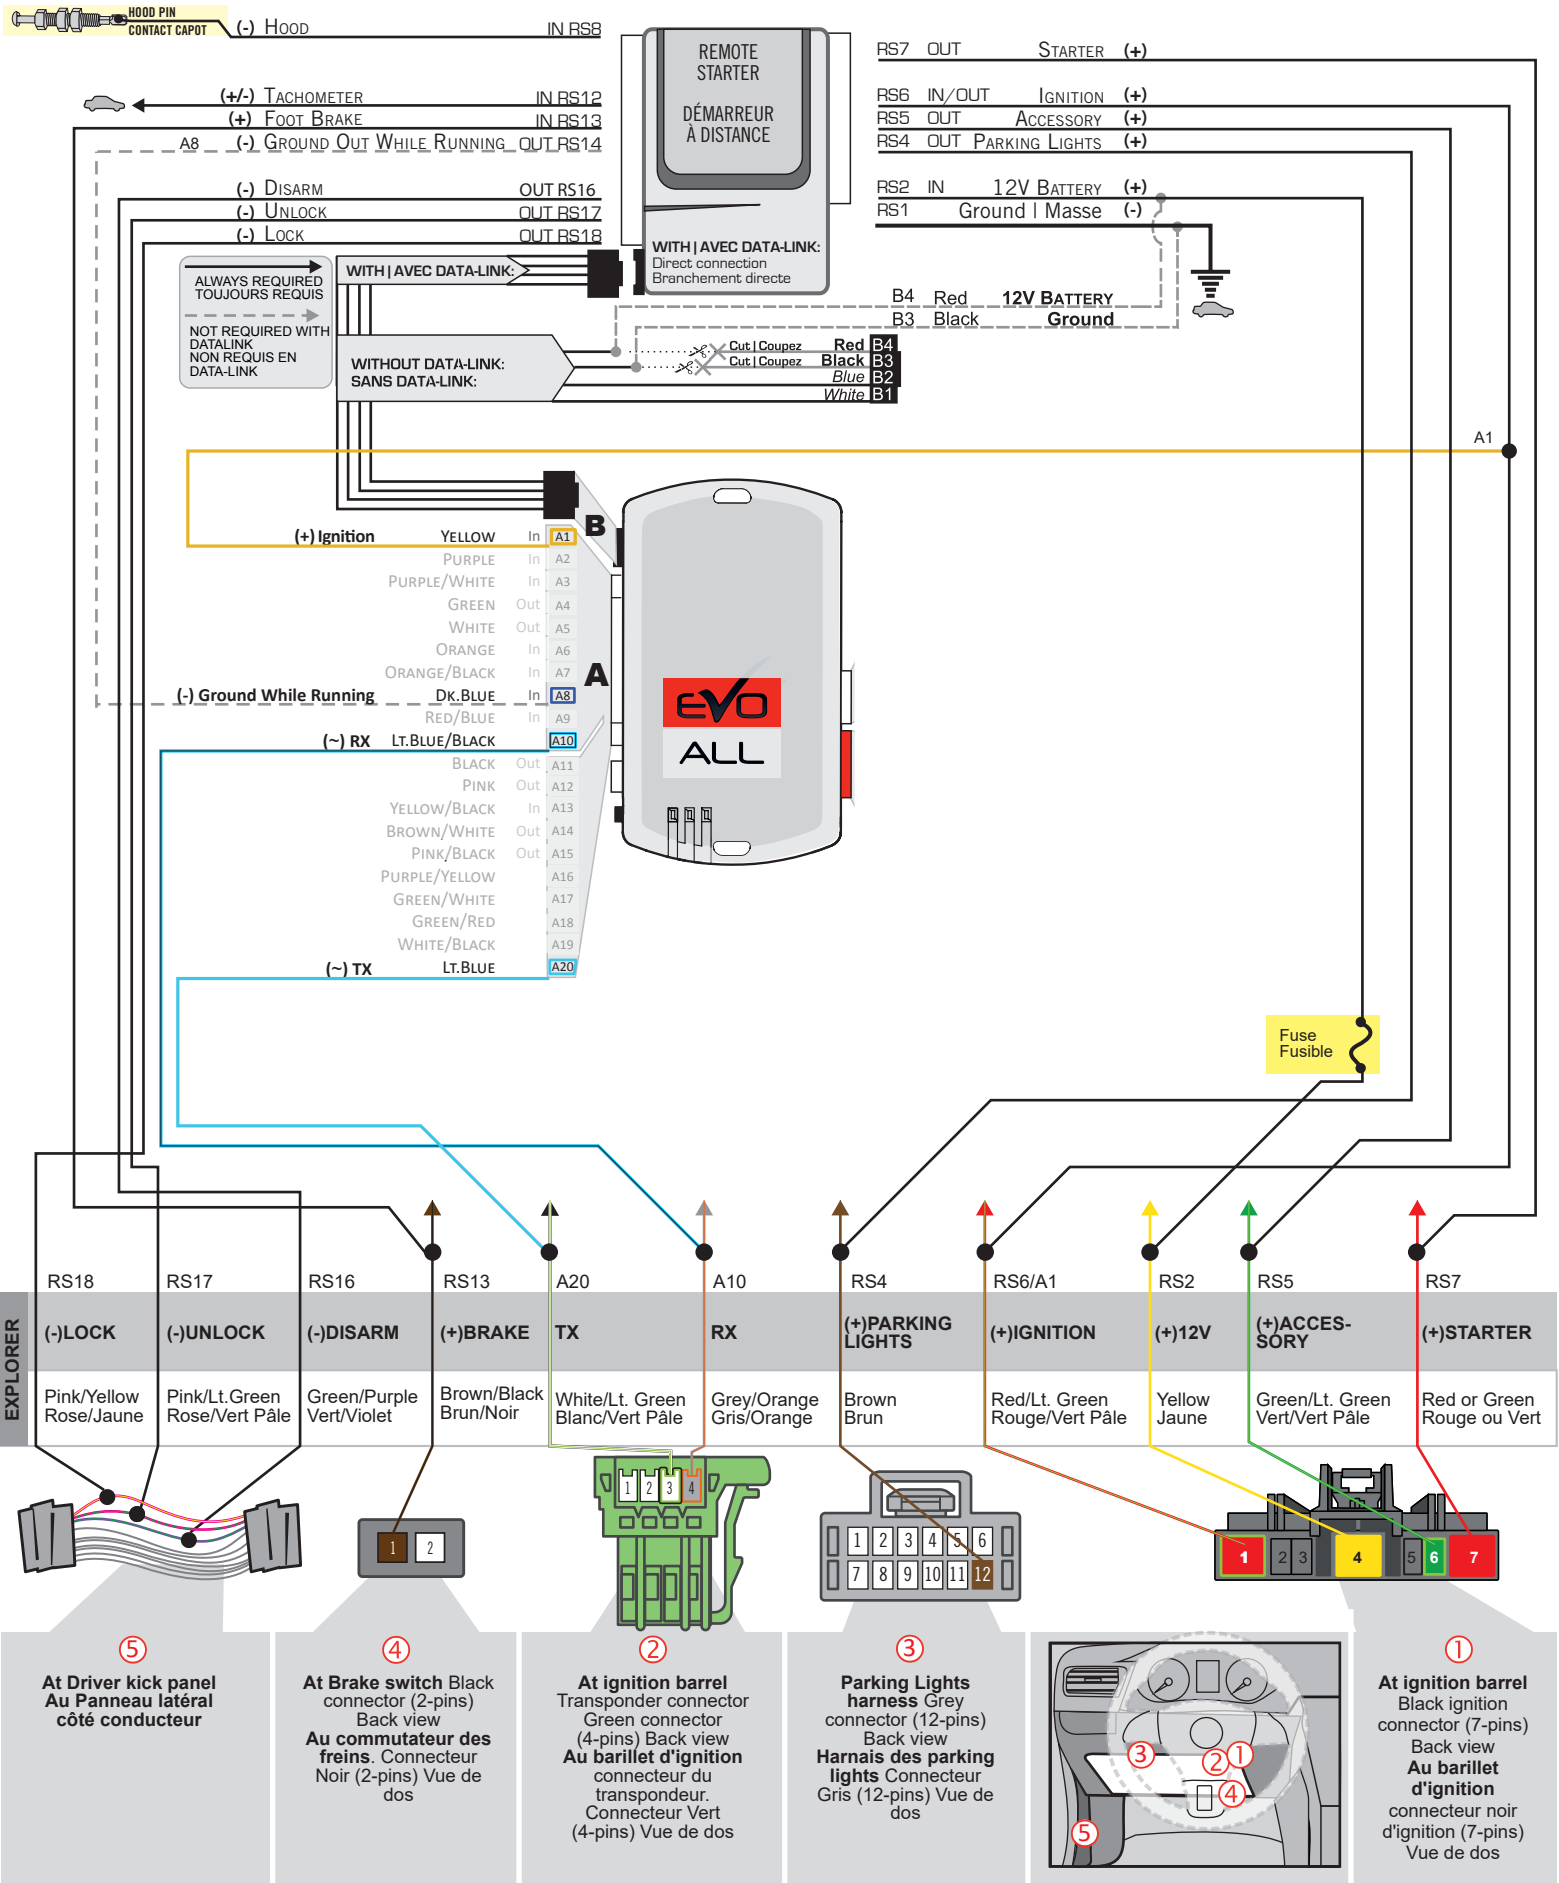 HOOD PIN
CONTACT CAPOT
(-) HOOD IN RS8
(+/-) TACHOMETER IN RS12
(+) FOOT BRAKE IN RS13
A8 (-) GROUND OUT WHILE RUNNING OUT RS14
(-) DISARM OUT RS16
(-) UNLOCK OUT RS17
(-) LOCK OUT RS18
REMOTE
STARTER
DÉMARREUR
À DISTANCE
WITH | AVEC DATA-LINK:
Direct connection
Branchement directe
RS7 OUT STARTER (+)
RS6 IN/OUT IGNITION (+)
RS5 OUT ACCESSORY (+)
RS4 OUT PARKING LIGHTS (+)
RS2 IN 12V BATTERY (+)
RS1 Ground | Masse (-)
ALWAYS REQUIRED
TOUJOURS REQUIS
NOT REQUIRED WITH
DATALINK
NON REQUIS EN
DATA-LINK
WITH | AVEC DATA-LINK:
WITHOUT DATA-LINK:
SANS DATA-LINK:
B4 Red 12V BATTERY
B3 Black Ground
Cut | Coupez Red B4
Cut | Coupez Black B3
Blue B2
White B1
A1
B
A
(+) Ignition YELLOW In A1
PURPLE In A2
PURPLE/WHITE In A3
GREEN Out A4
WHITE Out A5
ORANGE In A6
ORANGE/BLACK In A7
(-) Ground While Running DK.BLUE In A8
RED/BLUE In A9
(~) RX LT.BLUE/BLACK A10
BLACK Out A11
PINK Out A12
YELLOW/BLACK In A13
BROWN/WHITE Out A14
PINK/BLACK Out A15
PURPLE/YELLOW A16
GREEN/WHITE A17
GREEN/RED A18
WHITE/BLACK A19
(~) TX LT.BLUE A20
EVO
ALL
Fuse
Fusible
EXPLORER
RS18
(-)LOCK
Pink/Yellow
Rose/Jaune
RS17
(-)UNLOCK
Pink/Lt.Green
Rose/Vert Pâle
RS16
(-)DISARM
Green/Purple
Vert/Violet
RS13
(+)BRAKE
Brown/Black
Brun/Noir
A20
TX
White/Lt. Green
Blanc/Vert Pâle
A10
RX
Grey/Orange
Gris/Orange
RS4
(+)PARKING
LIGHTS
Brown
Brun
RS6/A1
(+)IGNITION
Red/Lt. Green
Rouge/Vert Pâle
RS2
(+)12V
Yellow
Jaune
RS5
(+)ACCES-
SORY
Green/Lt. Green
Vert/Vert Pâle
RS7
(+)STARTER
Red or Green
Rouge ou Vert
1 2
1 2 3 4
1 2 3 4 5 6
7 8 9 10 11 12
1 2 3 4 5 6 7
5
At Driver kick panel
Au Panneau latéral
côté conducteur
4
At Brake switch Black
connector (2-pins)
Back view
Au commutateur des
freins. Connecteur
Noir (2-pins) Vue de
dos
2
At ignition barrel
Transponder connector
Green connector
(4-pins) Back view
Au barillet d'ignition
connecteur du
transpondeur.
Connecteur Vert
(4-pins) Vue de dos
3
Parking Lights
harness Grey
connector (12-pins)
Back view
Harnais des parking
lights Connecteur
Gris (12-pins) Vue de
dos
3 2 1
4
5
1
At ignition barrel
Black ignition
connector (7-pins)
Back view
Au barillet
d'ignition
connecteur noir
d'ignition (7-pins)
Vue de dos